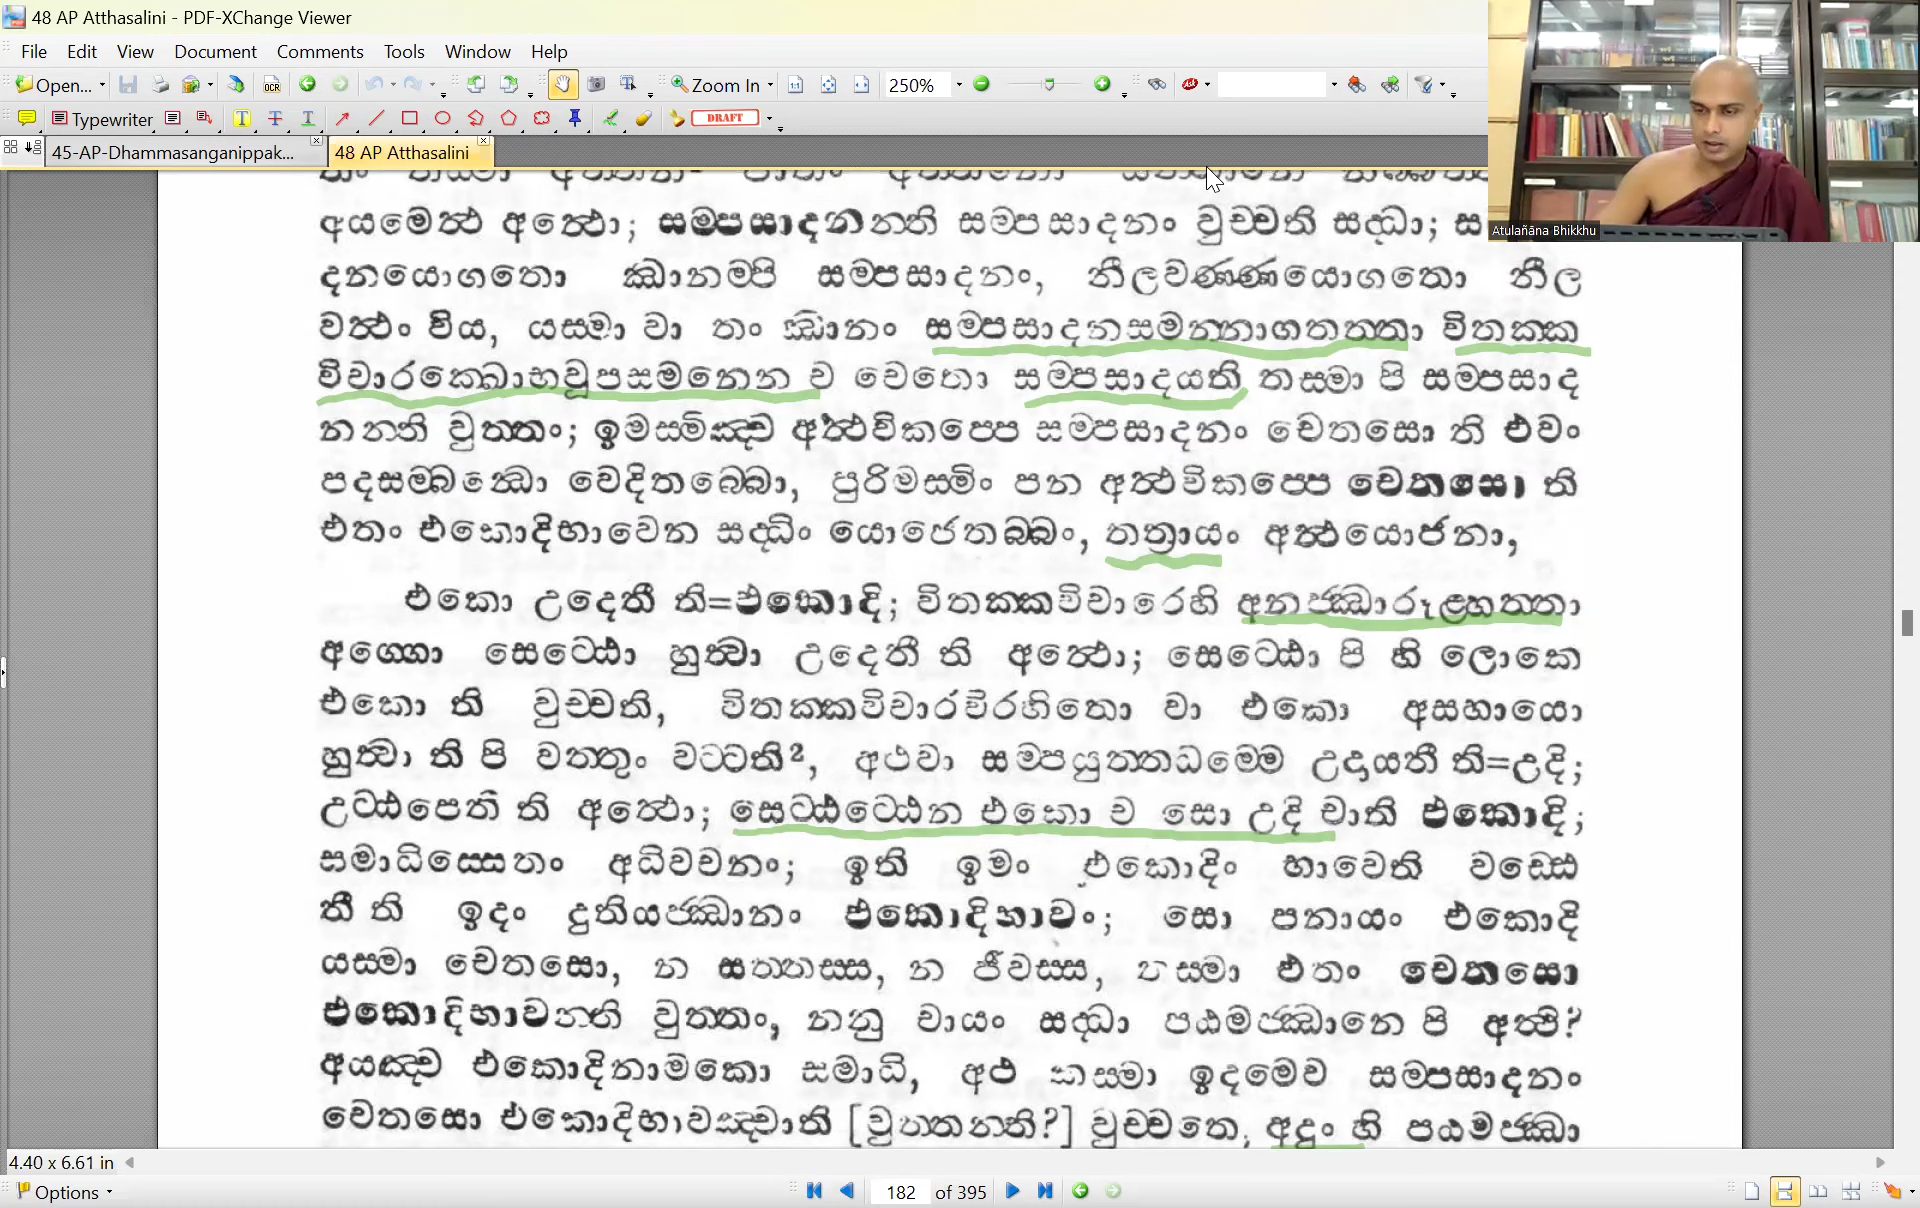 48 AP Atthasalini - PDF-XChange Viewer
File Edit View Document Comments Tools Window Help
Open... OCR Zoom In 250%
Typewriter DRAFT
45-AP-Dhammasanganippak... 48 AP Atthasalini
Atulañāna Bhikkhu
අයමෙත්ථ අත්ථො; සම්පසාදනන්ති සම්පසාදනං වුච්චති සද්ධා; ස
දනයොගතො ඣානම්පි සම්පසාදනං, නීලවණ්ණයොගතො නීල
වත්ථං විය, යස්මා වා තං ඣානං සම්පසාදනසමන්නාගතත්තා විතක්ක
විචාරක්ඛොභවූපසමනෙන ච චෙතො සම්පසාදයති තස්මා පි සම්පසාද
නන්ති වුත්තං; ඉමස්මිඤ්ච අත්ථවිකප්පෙ සම්පසාදනං චෙතසො ති එවං
පදසම්බන්ධො වෙදිතබ්බො, පුරිමස්මිං පන අත්ථවිකප්පෙ චෙතසො ති
එතං එකොදිභාවෙන සද්ධිං යොජෙතබ්බං, තත්‍රායං අත්ථයොජනා,
එකො උදෙතී ති=එකොදි; විතක්කවිචාරෙහි අනජ්ඣාරූළ්හත්තා
අග්ගො සෙට්ඨො හුත්වා උදෙතී ති අත්ථො; සෙට්ඨො පි හි ලොකෙ
එකො ති වුච්චති, විතක්කවිචාරවිරහිතො වා එකො අසහායො
හුත්වා ති පි වත්තුං වට්ටති², අථවා සම්පයුත්තධම්මෙ උදායතී ති=උදි;
උට්ඨපෙතී ති අත්ථො; සෙට්ඨට්ඨෙන එකො ච සො උදි චාති එකොදි;
සමාධිස්සෙතං අධිවචනං; ඉති ඉමං එකොදිං භාවෙති වඩ්ඪෙ
තී ති ඉදං දුතියජ්ඣානං එකොදිභාවං; සො පනායං එකොදි
යස්මා චෙතසො, න සත්තස්ස, න ජීවස්ස, තස්මා එතං චෙතසො
එකොදිභාවන්ති වුත්තං, නනු චායං සද්ධා පඨමජ්ඣානෙ පි අත්ථි?
අයඤ්ච එකොදිනාමකො සමාධි, අථ කස්මා ඉදමෙව සම්පසාදනං
චෙතසො එකොදිභාවඤ්චාති [වුත්තන්ති?] වුච්චතෙ, අදුං හි පඨමජ්ඣා
4.40 x 6.61 in
Options 182 of 395